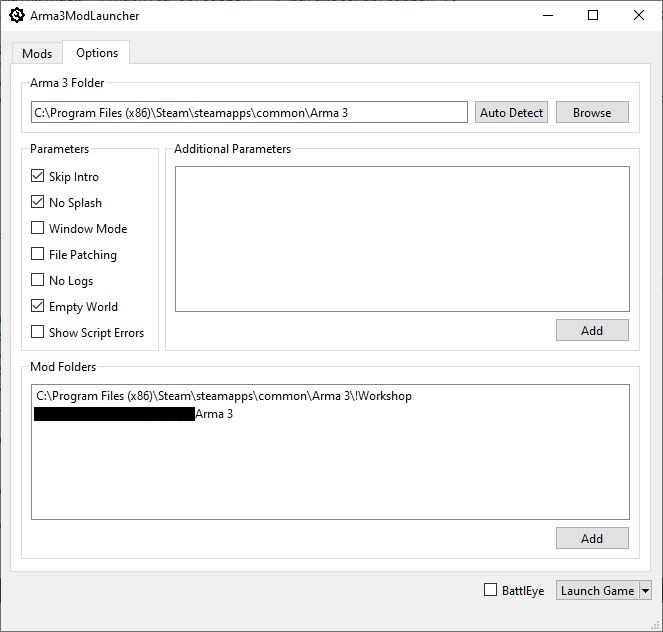 Arma3ModLauncher
Mods
Options
Arma 3 Folder
C:\Program Files (x86)\Steam\steamapps\common\Arma 3
Auto Detect
Browse
Parameters
Additional Parameters
Skip Intro
No Splash
Window Mode
File Patching
No Logs
Empty World
Show Script Errors
Add
Mod Folders
C:\Program Files (x86)\Steam\steamapps\common\Arma 3\!Workshop
Arma 3
Add
BattlEye
Launch Game